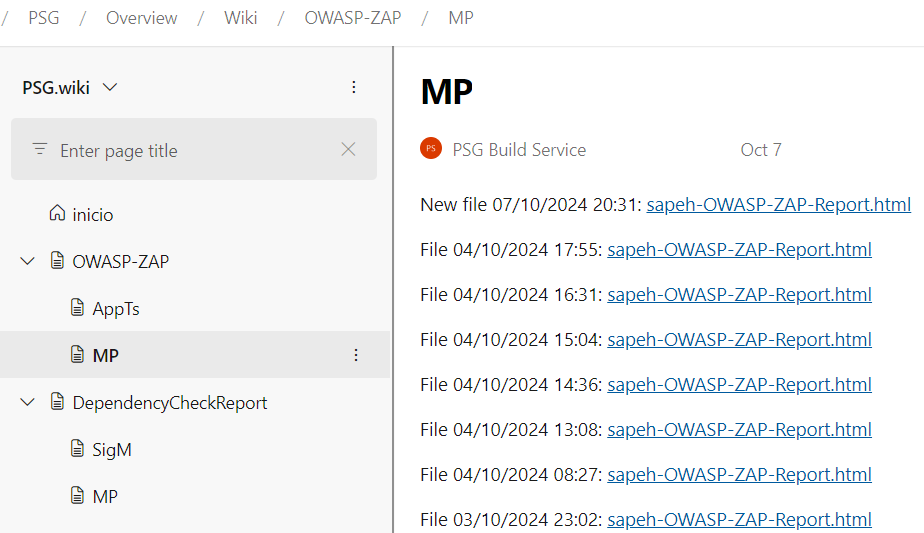 / PSG / Overview / Wiki / OWASP-ZAP / MP
PSG.wiki
Enter page title
inicio
OWASP-ZAP
AppTs
MP
DependencyCheckReport
SigM
MP
MP
PS PSG Build Service Oct 7
New file 07/10/2024 20:31: sapeh-OWASP-ZAP-Report.html
File 04/10/2024 17:55: sapeh-OWASP-ZAP-Report.html
File 04/10/2024 16:31: sapeh-OWASP-ZAP-Report.html
File 04/10/2024 15:04: sapeh-OWASP-ZAP-Report.html
File 04/10/2024 14:36: sapeh-OWASP-ZAP-Report.html
File 04/10/2024 13:08: sapeh-OWASP-ZAP-Report.html
File 04/10/2024 08:27: sapeh-OWASP-ZAP-Report.html
File 03/10/2024 23:02: sapeh-OWASP-ZAP-Report.html